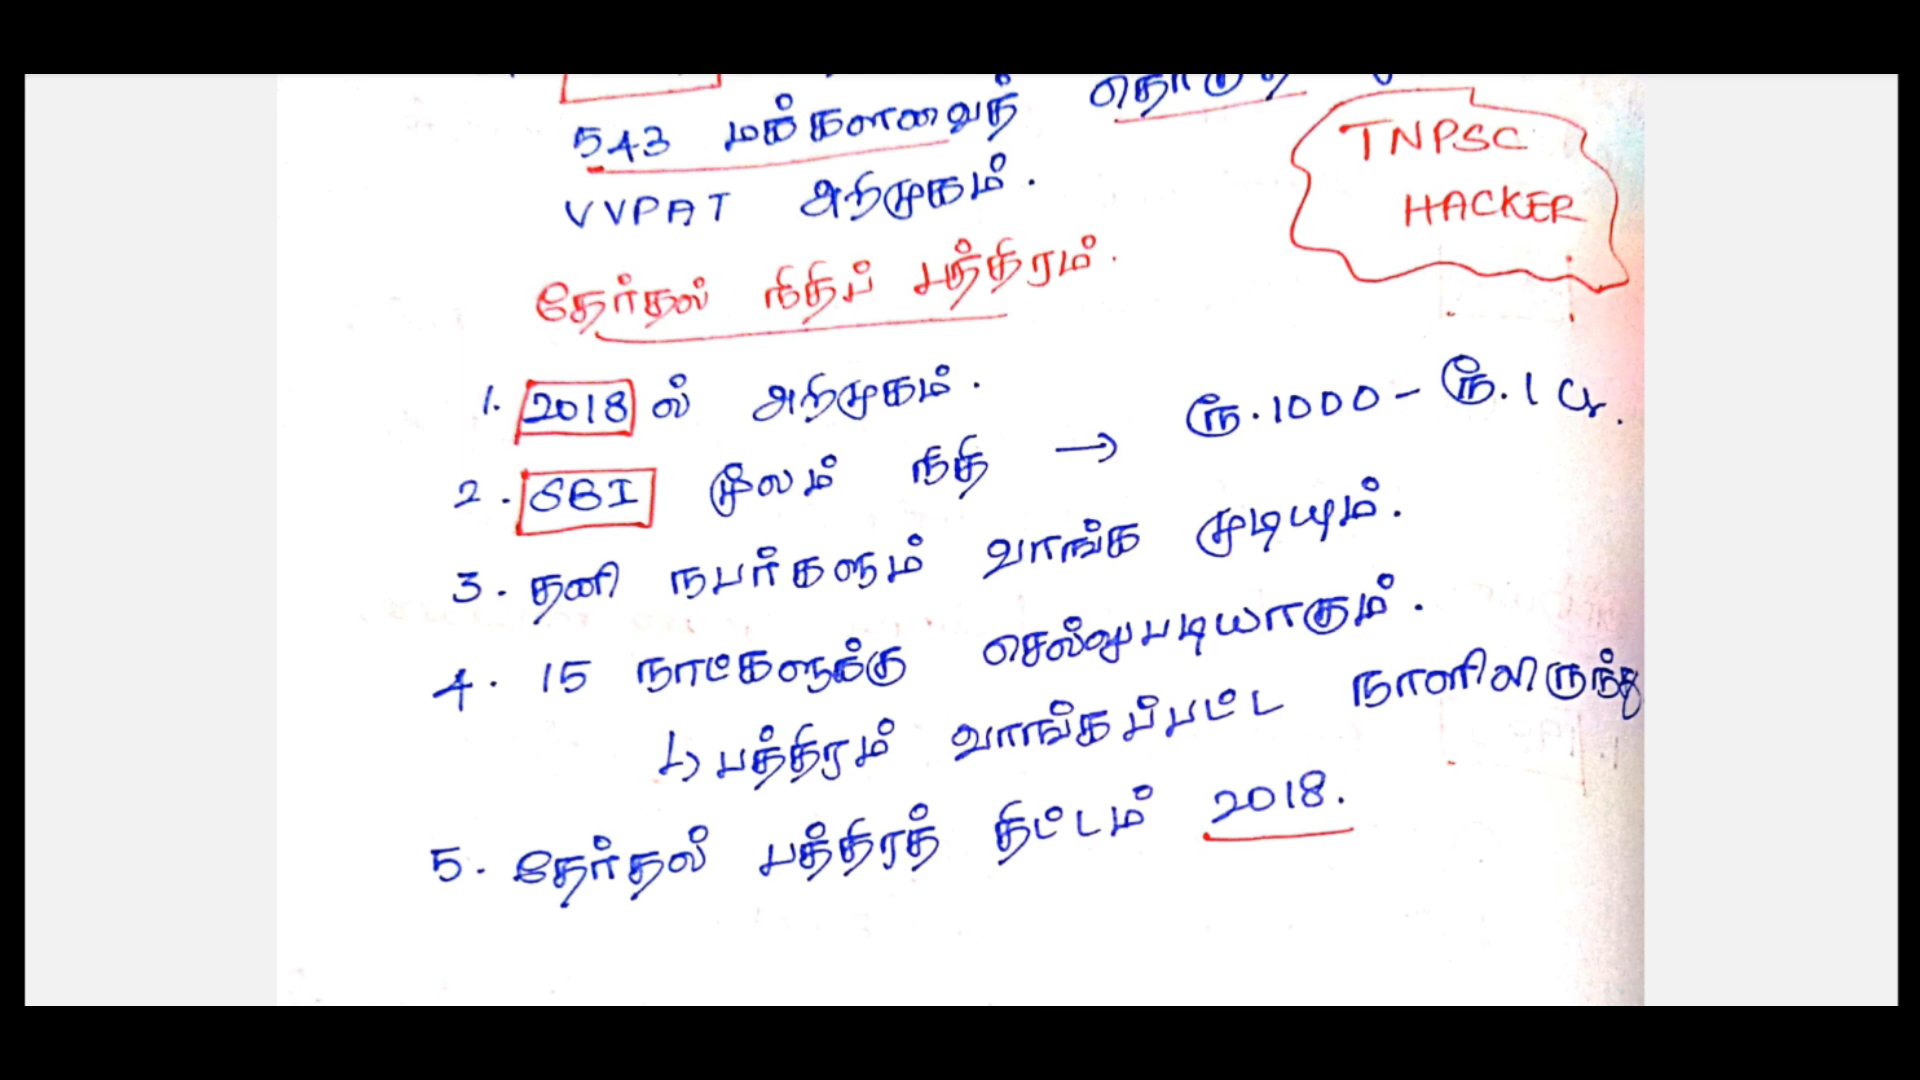 543 மக்களவைத்
VVPAT அறிமுகம்.
TNPSC
HACKER
தேர்தல் நிதிப் பத்திரம்.
1. 2018 ல் அறிமுகம்.
2. SBI மூலம் நிதி → ரூ.1000 - ரூ.1 Cr.
3. தனி நபர்களும் வாங்க முடியும்.
4. 15 நாட்களுக்கு செல்லுபடியாகும்.
↳ பத்திரம் வாங்கப்பட்ட நாளிலிருந்து
5. தேர்தல் பத்திரத் திட்டம் 2018.